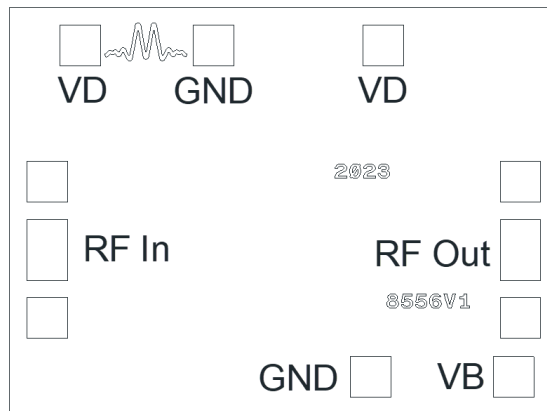 VD GND VD
2023
RF In RF Out
8556V1
GND VB